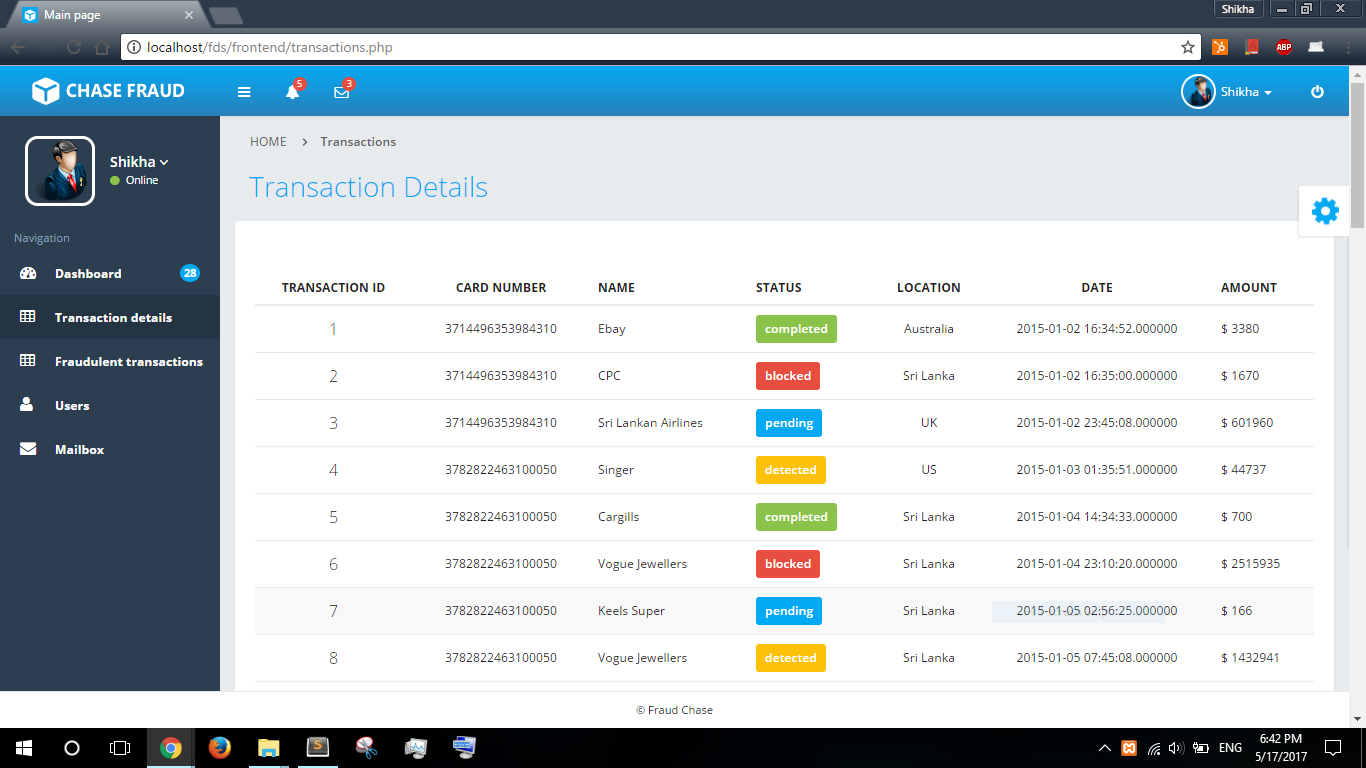 Main page
Shikha
localhost/fds/frontend/transactions.php
ABP
CHASE FRAUD
5
3
Shikha
Shikha
Online
Navigation
Dashboard 28
Transaction details
Fraudulent transactions
Users
Mailbox
HOME > Transactions
Transaction Details
TRANSACTION ID CARD NUMBER NAME STATUS LOCATION DATE AMOUNT
1 3714496353984310 Ebay completed Australia 2015-01-02 16:34:52.000000 $ 3380
2 3714496353984310 CPC blocked Sri Lanka 2015-01-02 16:35:00.000000 $ 1670
3 3714496353984310 Sri Lankan Airlines pending UK 2015-01-02 23:45:08.000000 $ 601960
4 3782822463100050 Singer detected US 2015-01-03 01:35:51.000000 $ 44737
5 3782822463100050 Cargills completed Sri Lanka 2015-01-04 14:34:33.000000 $ 700
6 3782822463100050 Vogue Jewellers blocked Sri Lanka 2015-01-04 23:10:20.000000 $ 2515935
7 3782822463100050 Keels Super pending Sri Lanka 2015-01-05 02:56:25.000000 $ 166
8 3782822463100050 Vogue Jewellers detected Sri Lanka 2015-01-05 07:45:08.000000 $ 1432941
© Fraud Chase
ENG
6:42 PM
5/17/2017